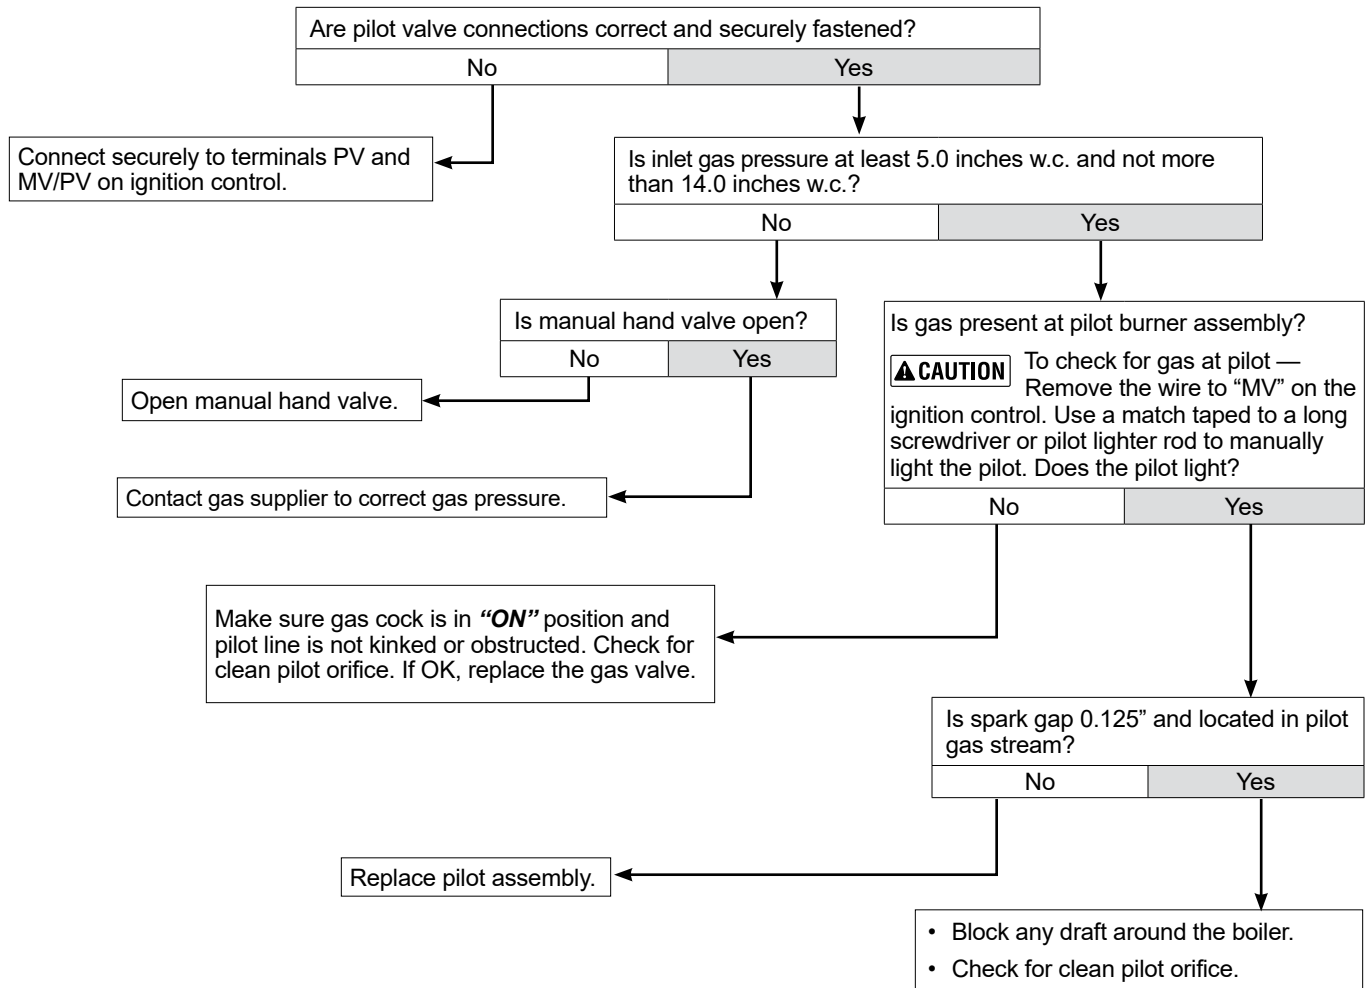 Are pilot valve connections correct and securely fastened?
No
Yes
Connect securely to terminals PV and
MV/PV on ignition control.
Is inlet gas pressure at least 5.0 inches w.c. and not more
than 14.0 inches w.c.?
No
Yes
Is manual hand valve open?
No
Yes
Open manual hand valve.
Contact gas supplier to correct gas pressure.
Is gas present at pilot burner assembly?
CAUTION To check for gas at pilot —
Remove the wire to “MV” on the
ignition control. Use a match taped to a long
screwdriver or pilot lighter rod to manually
light the pilot. Does the pilot light?
No
Yes
Make sure gas cock is in “ON” position and
pilot line is not kinked or obstructed. Check for
clean pilot orifice. If OK, replace the gas valve.
Is spark gap 0.125” and located in pilot
gas stream?
No
Yes
Replace pilot assembly.
• Block any draft around the boiler.
• Check for clean pilot orifice.